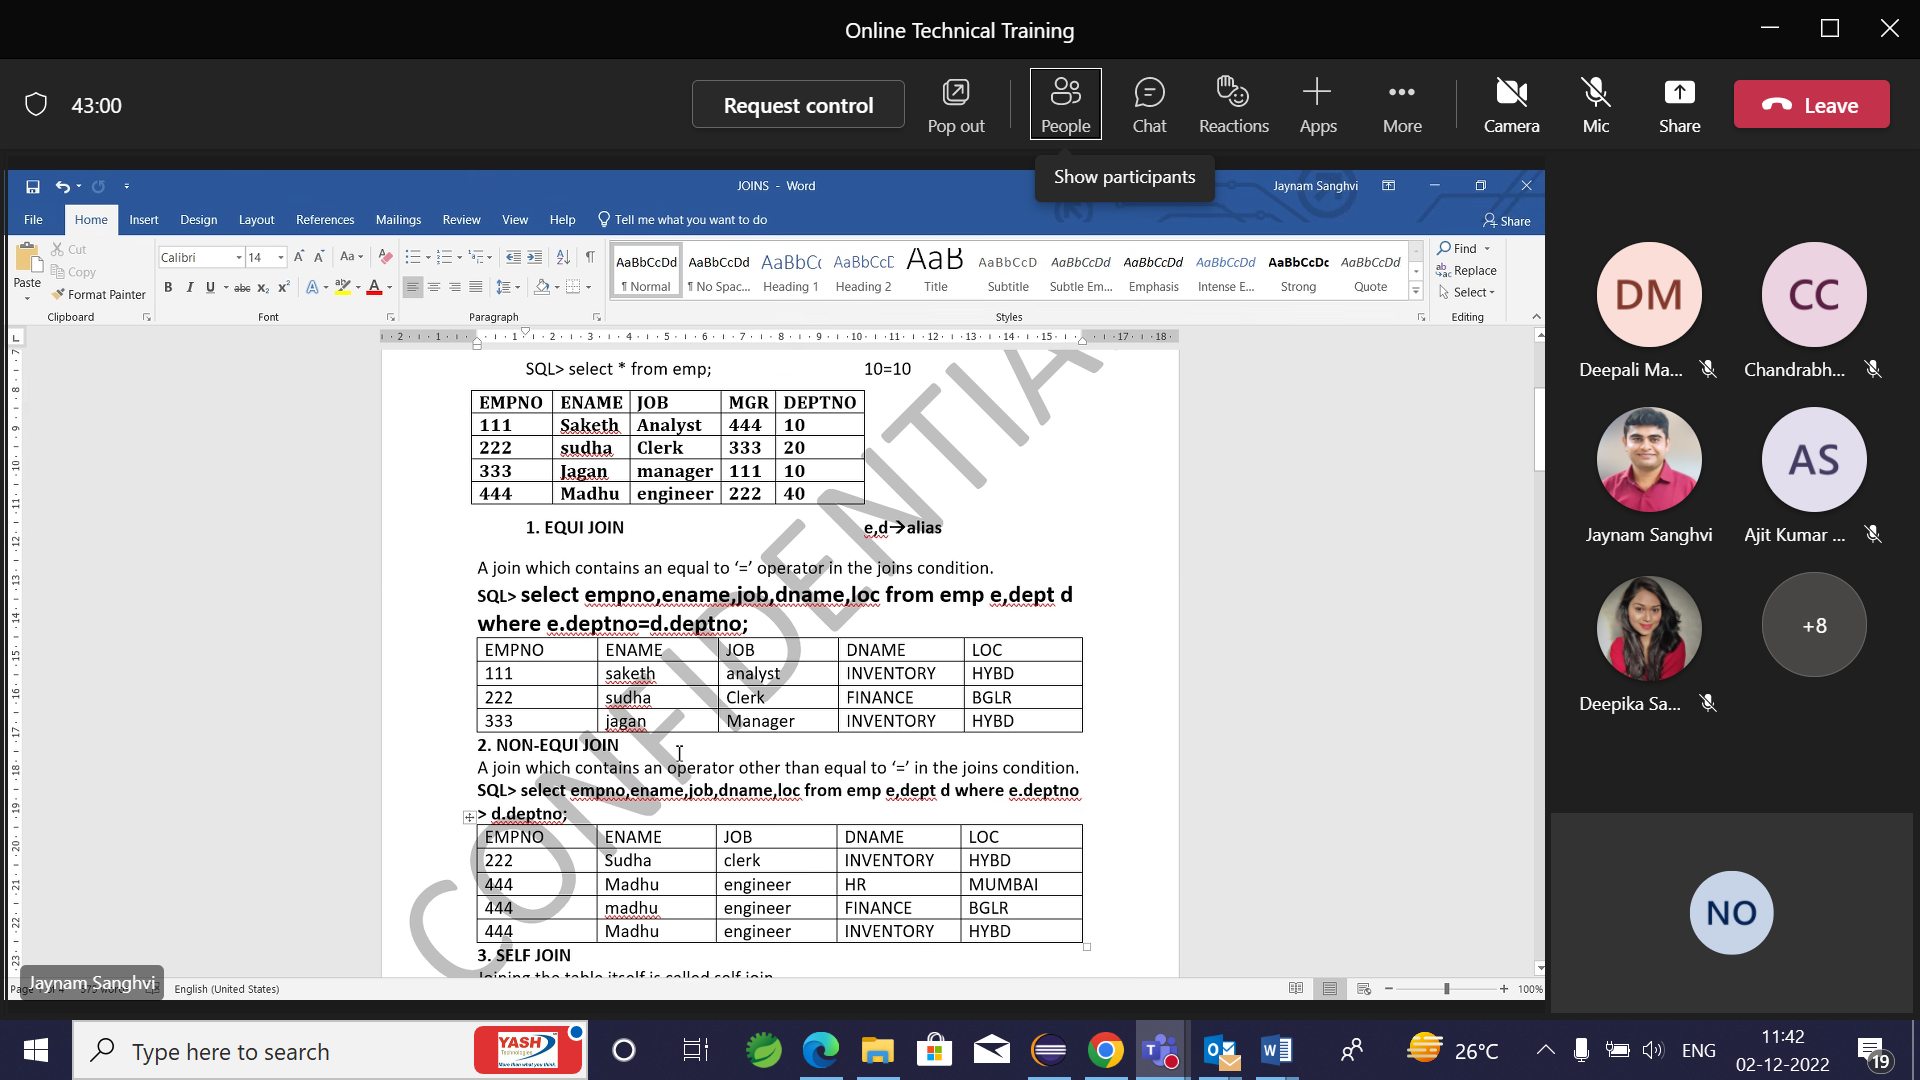 Online Technical Training
43:00
Request control
Pop out
People
Chat
Reactions
Apps
More
Camera
Mic
Share
Leave
Show participants
JOINS - Word
Jaynam Sanghvi
File Home Insert Design Layout References Mailings Review View Help Tell me what you want to do Share
Paste
Cut
Copy
Format Painter
Clipboard
Calibri 14
Font
Paragraph
AaBbCcDd AaBbCcDd AaBbCc AaBbCcE AaB AaBbCcD AaBbCcDd AaBbCcDd AaBbCcDd AaBbCcDc AaBbCcDd
¶ Normal ¶ No Spac... Heading 1 Heading 2 Title Subtitle Subtle Em... Emphasis Intense E... Strong Quote
Styles
Find
Replace
Select
Editing
SQL> select * from emp; 10=10
EMPNO ENAME JOB MGR DEPTNO
111 Saketh Analyst 444 10
222 sudha Clerk 333 20
333 Jagan manager 111 10
444 Madhu engineer 222 40
1. EQUI JOIN e,d→alias
A join which contains an equal to ‘=’ operator in the joins condition.
SQL> select empno,ename,job,dname,loc from emp e,dept d
where e.deptno=d.deptno;
EMPNO ENAME JOB DNAME LOC
111 saketh analyst INVENTORY HYBD
222 sudha Clerk FINANCE BGLR
333 jagan Manager INVENTORY HYBD
2. NON-EQUI JOIN
A join which contains an operator other than equal to ‘=’ in the joins condition.
SQL> select empno,ename,job,dname,loc from emp e,dept d where e.deptno
> d.deptno;
EMPNO ENAME JOB DNAME LOC
222 Sudha clerk INVENTORY HYBD
444 Madhu engineer HR MUMBAI
444 madhu engineer FINANCE BGLR
444 Madhu engineer INVENTORY HYBD
3. SELF JOIN
Joining the table itself is called self join
CONFIDENTIA
Jaynam Sanghvi
English (United States)
100%
DM
Deepali Ma...
CC
Chandrabh...
Jaynam Sanghvi
AS
Ajit Kumar ...
Deepika Sa...
+8
NO
Type here to search
YASH
Technologies
26°C
ENG
11:42
02-12-2022
19